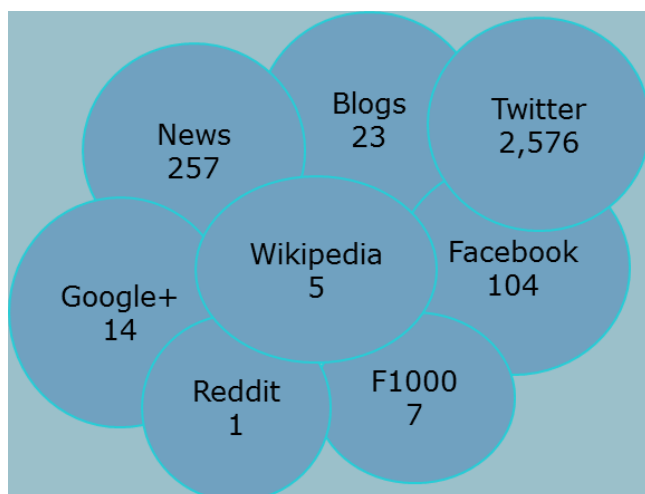 Blogs
23
Twitter
2,576
News
257
Wikipedia
5
Facebook
104
Google+
14
Reddit
1
F1000
7